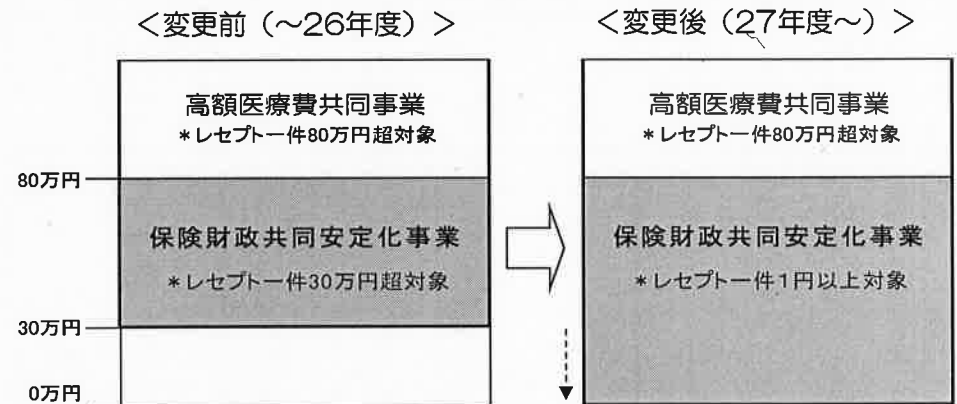 ＜変更前（～26年度）＞
＜変更後（27年度～）＞
高額医療費共同事業
＊レセプト一件80万円超対象
高額医療費共同事業
＊レセプト一件80万円超対象
80万円
保険財政共同安定化事業
＊レセプト一件30万円超対象
保険財政共同安定化事業
＊レセプト一件1円以上対象
30万円
0万円